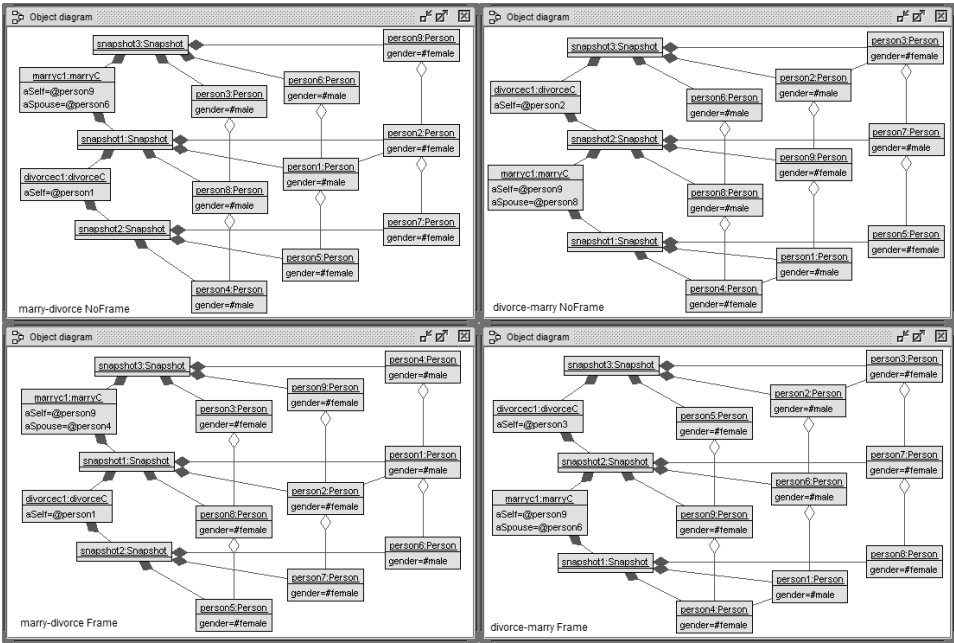 Object diagram
snapshot3:Snapshot
person9:Person
gender=#female
marryc1:marryC
aSelf=@person9
aSpouse=@person6
person6:Person
gender=#male
person3:Person
gender=#male
snapshot1:Snapshot
person2:Person
gender=#female
person1:Person
gender=#male
divorcec1:divorceC
aSelf=@person1
person8:Person
gender=#male
snapshot2:Snapshot
person7:Person
gender=#female
person5:Person
gender=#female
person4:Person
gender=#male
marry-divorce NoFrame
Object diagram
snapshot3:Snapshot
person3:Person
gender=#female
divorcec1:divorceC
aSelf=@person2
person2:Person
gender=#male
person6:Person
gender=#male
snapshot2:Snapshot
person7:Person
gender=#male
person9:Person
gender=#female
marryc1:marryC
aSelf=@person9
aSpouse=@person8
person8:Person
gender=#male
snapshot1:Snapshot
person5:Person
gender=#female
person1:Person
gender=#male
person4:Person
gender=#female
divorce-marry NoFrame
Object diagram
snapshot3:Snapshot
person4:Person
gender=#male
marryc1:marryC
aSelf=@person9
aSpouse=@person4
person9:Person
gender=#female
person3:Person
gender=#female
snapshot1:Snapshot
person1:Person
gender=#male
person2:Person
gender=#female
divorcec1:divorceC
aSelf=@person1
person8:Person
gender=#female
snapshot2:Snapshot
person6:Person
gender=#male
person7:Person
gender=#female
person5:Person
gender=#female
marry-divorce Frame
Object diagram
snapshot3:Snapshot
person3:Person
gender=#female
divorcec1:divorceC
aSelf=@person3
person2:Person
gender=#male
person5:Person
gender=#female
snapshot2:Snapshot
person7:Person
gender=#female
person6:Person
gender=#male
marryc1:marryC
aSelf=@person9
aSpouse=@person6
person9:Person
gender=#female
snapshot1:Snapshot
person8:Person
gender=#female
person1:Person
gender=#male
person4:Person
gender=#female
divorce-marry Frame